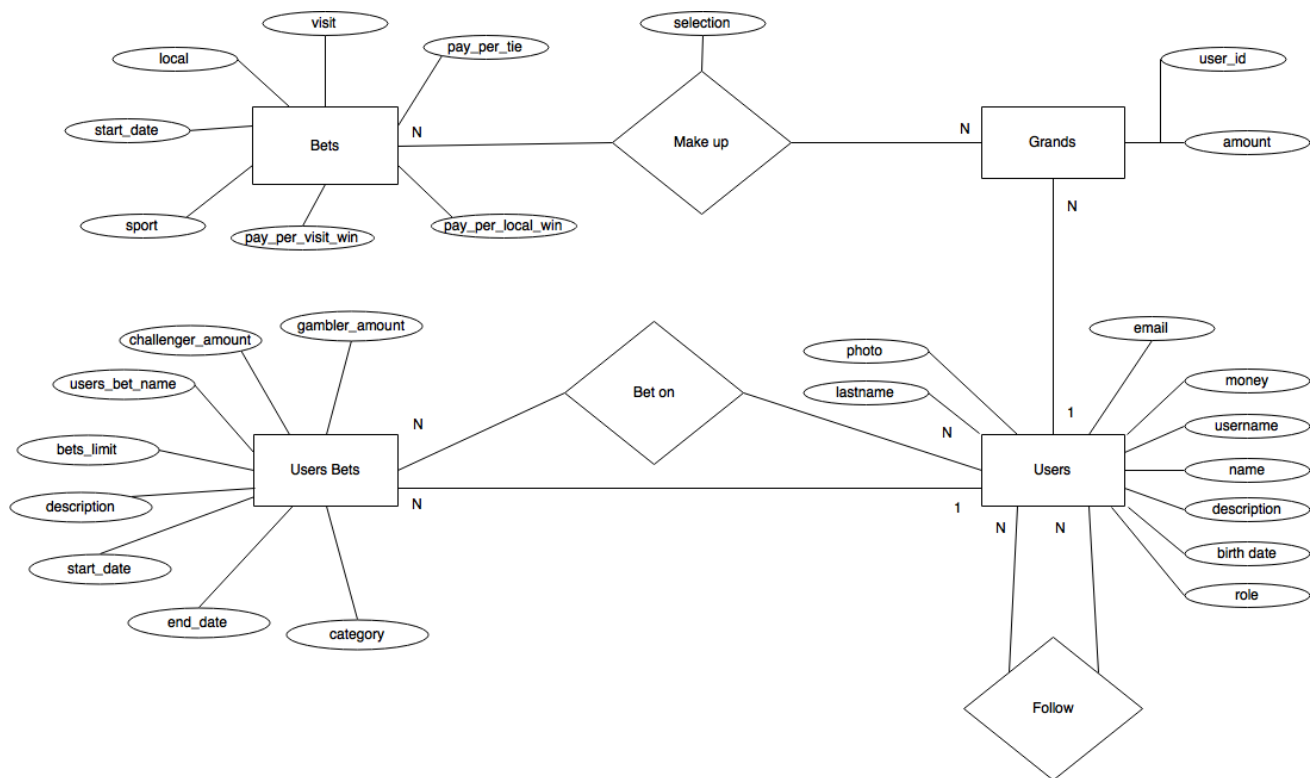 visit
selection
pay_per_tie
local
user_id
start_date
N
Bets
Make up
N
Grands
amount
sport
pay_per_visit_win
pay_per_local_win
N
gambler_amount
challenger_amount
email
photo
users_bet_name
money
lastname
Bet on
1
N
username
N
bets_limit
Users Bets
Users
name
description
N
1
description
N
N
start_date
birth date
role
end_date
category
Follow